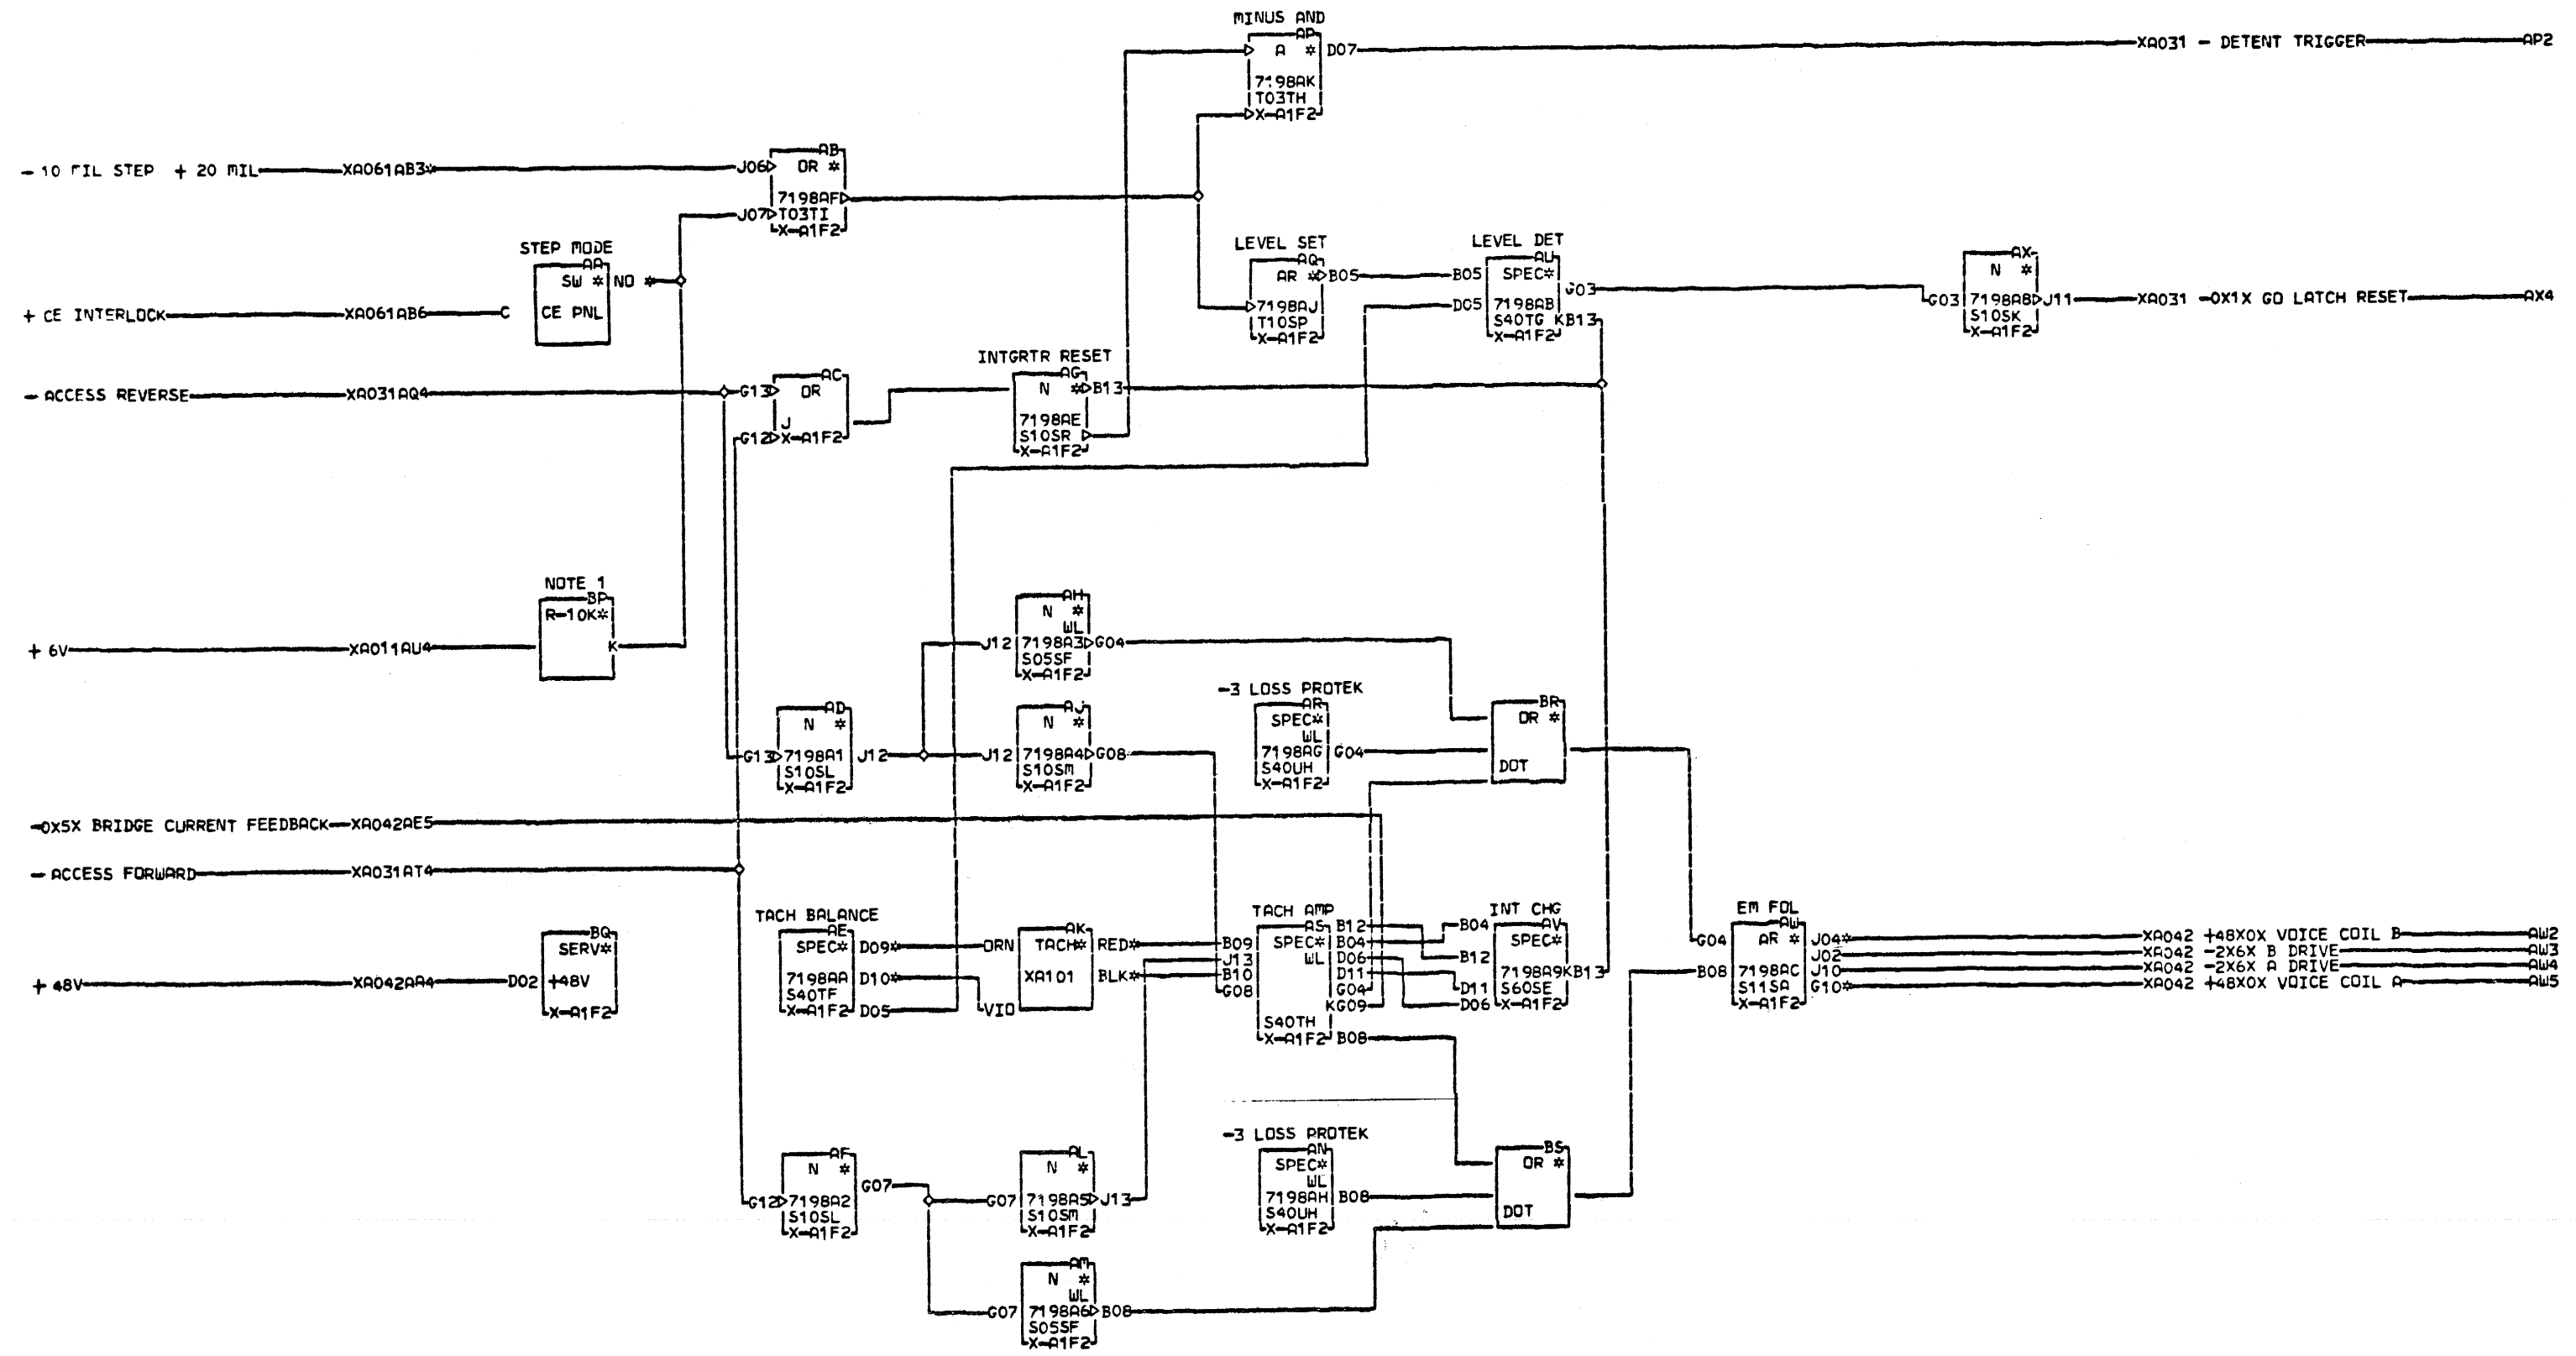 MINUS AND
AP
A * D07 XA031 - DETENT TRIGGER AP2
7198AK
T03TH
X-A1F2
- 10 MIL STEP + 20 MIL XA061AB3* J06
AB
OR *
7198AF
J07 T03TI
X-A1F2
STEP MODE
AA
SW * NO *
CE PNL
+ CE INTERLOCK XA061AB6 C
LEVEL SET
AQ
AR * B05
7198AJ
T10SP
X-A1F2
LEVEL DET
AU
B05 SPEC* G03
D05 7198AB
S40TG K B13
X-A1F2
AX
N *
G03 7198A8 J11 XA031 -0X1X GO LATCH RESET AX4
S10SK
X-A1F2
- ACCESS REVERSE XA031AQ4 G13
AC
OR
J
G12 X-A1F2
INTGRTR RESET
AG
N * B13
7198AE
S10SR
X-A1F2
NOTE 1
BP
R-10K*
K
+ 6V XA011AU4
AH
N *
WL
J12 7198A3 G04
S05SF
X-A1F2
AD
N *
G13 7198A1 J12
S10SL
X-A1F2
AJ
N *
J12 7198A4 G08
S10SM
X-A1F2
-3 LOSS PROTEK
AR
SPEC*
WL
7198AG G04
S40UH
X-A1F2
BR
OR *
DOT
-0X5X BRIDGE CURRENT FEEDBACK XA042AE5
- ACCESS FORWARD XA031AT4
BQ
SERV*
+ 48V XA042AA4 D02 +48V
X-A1F2
TACH BALANCE
AE
SPEC* D09*
7198AA D10*
S40TF
X-A1F2 D05
AK
ORN TACH* RED*
XA101 BLK*
VIO
TACH AMP
AS B12
B09 SPEC* B04
J13 WL D06
B10 D11
G08 G04
K G09
S40TH
X-A1F2 B08
INT CHG
B04 AV
SPEC*
B12 7198A9 K B13
D11 S60SE
D06 X-A1F2
EM FOL
AW
G04 AR * J04* XA042 +48X0X VOICE COIL B AW2
J02 XA042 -2X6X B DRIVE AW3
B08 7198AC J10 XA042 -2X6X A DRIVE AW4
S11SA G10* XA042 +48X0X VOICE COIL A AW5
X-A1F2
AF
N * G07
G12 7198A2
S10SL
X-A1F2
AL
N *
G07 7198A5 J13
S10SM
X-A1F2
-3 LOSS PROTEK
AN
SPEC*
WL
7198AH B08
S40UH
X-A1F2
BS
OR *
DOT
AM
N *
WL
G07 7198A6 B08
S05SF
X-A1F2